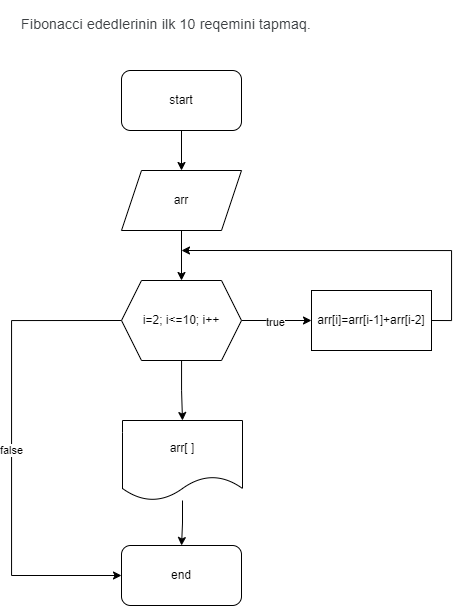 Fibonacci ededlerinin ilk 10 reqemini tapmaq.
start
arr
i=2; i<=10; i++
true
arr[i]=arr[i-1]+arr[i-2]
arr[ ]
false
end